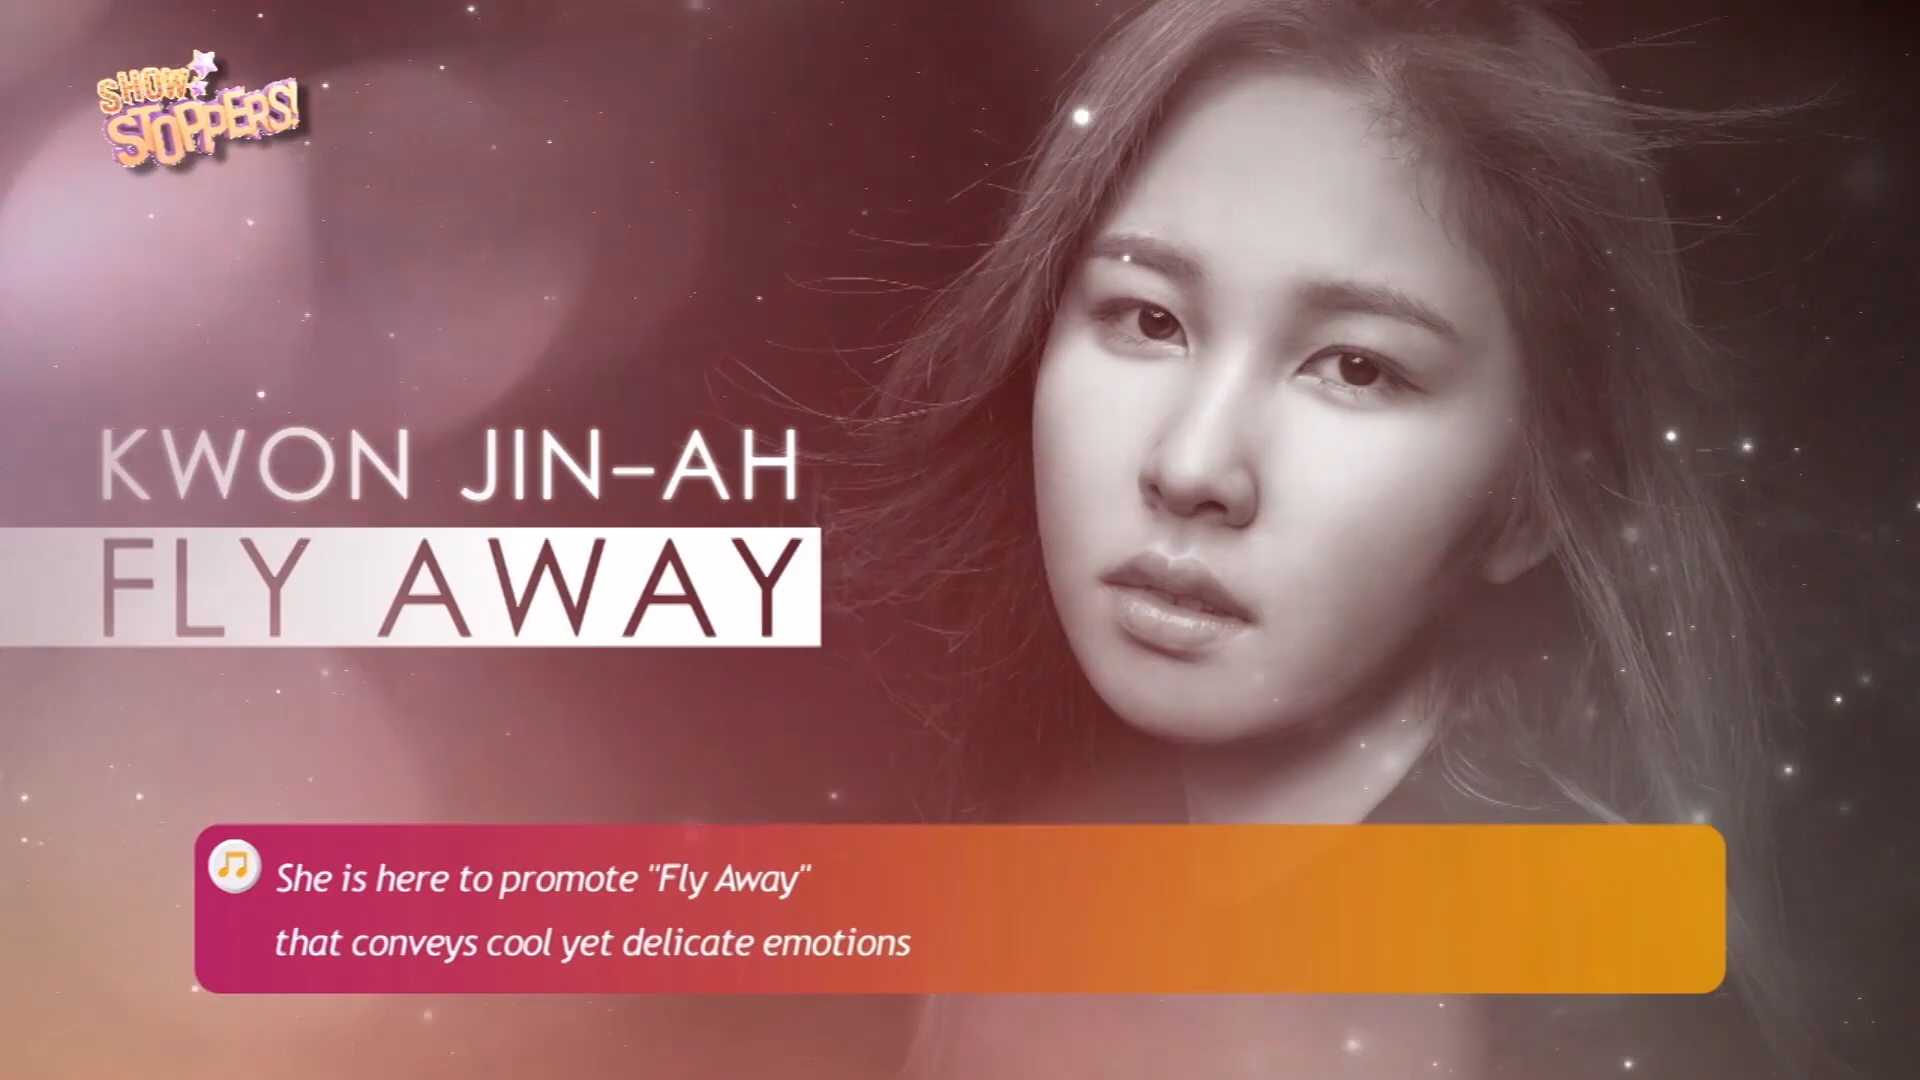 SHOW
STOPPERS!
KWON JIN-AH
FLY AWAY
She is here to promote "Fly Away"
that conveys cool yet delicate emotions